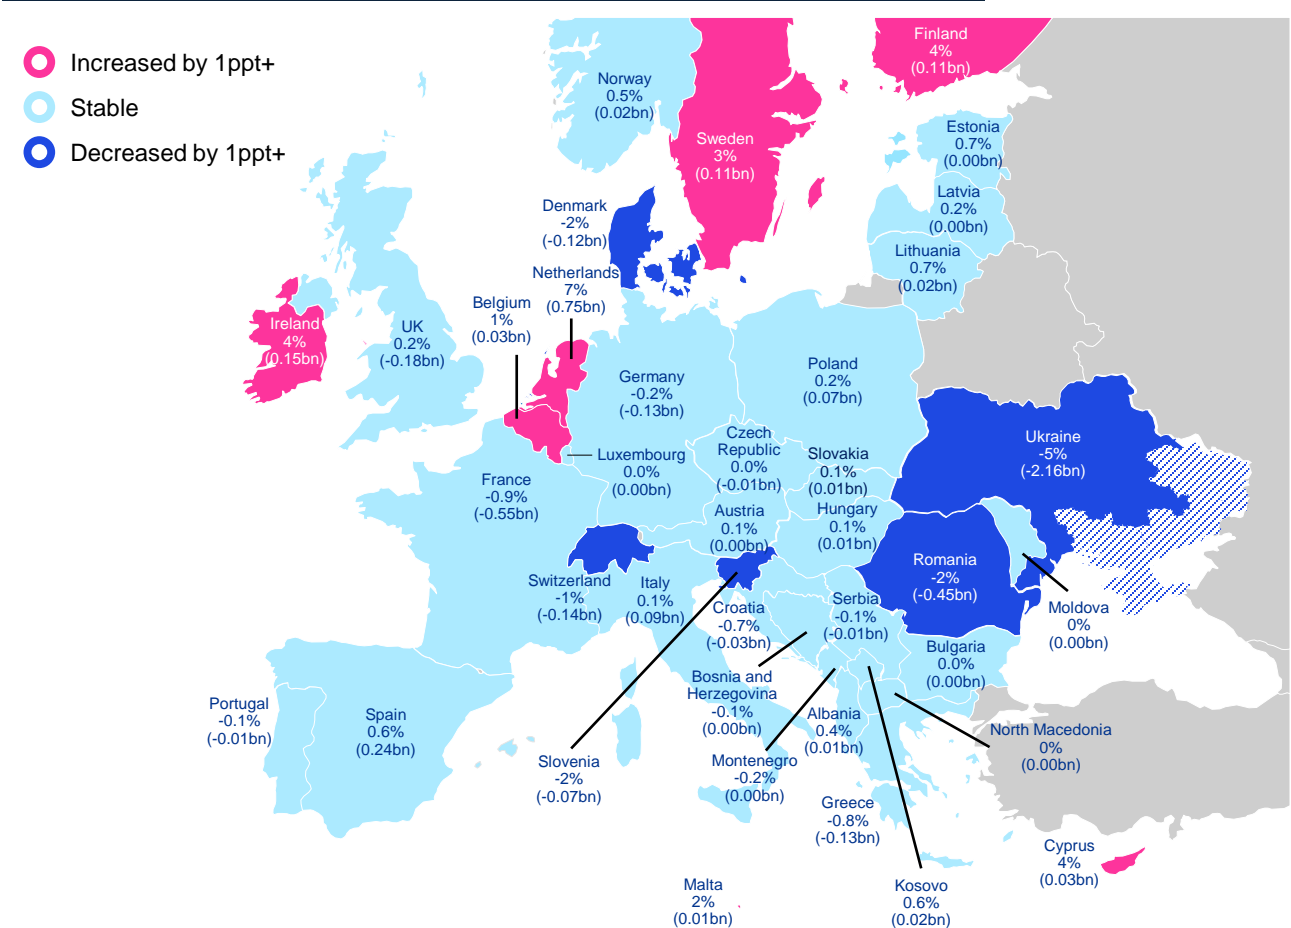 Increased by 1ppt+
Stable
Decreased by 1ppt+
Finland
4%
(0.11bn)
Norway
0.5%
(0.02bn)
Sweden
3%
(0.11bn)
Estonia
0.7%
(0.00bn)
Latvia
0.2%
(0.00bn)
Lithuania
0.7%
(0.02bn)
Denmark
-2%
(-0.12bn)
Netherlands
7%
(0.75bn)
Belgium
1%
(0.03bn)
Ireland
4%
(0.15bn)
UK
0.2%
(-0.18bn)
Germany
-0.2%
(-0.13bn)
Poland
0.2%
(0.07bn)
Ukraine
-5%
(-2.16bn)
Czech
Republic
0.0%
(-0.01bn)
Slovakia
0.1%
(0.01bn)
Luxembourg
0.0%
(0.00bn)
France
-0.9%
(-0.55bn)
Austria
0.1%
(0.00bn)
Hungary
0.1%
(0.01bn)
Romania
-2%
(-0.45bn)
Switzerland
-1%
(-0.14bn)
Italy
0.1%
(0.09bn)
Croatia
-0.7%
(-0.03bn)
Serbia
-0.1%
(-0.01bn)
Moldova
0%
(0.00bn)
Bulgaria
0.0%
(0.00bn)
Bosnia and
Herzegovina
-0.1%
(0.00bn)
Portugal
-0.1%
(-0.01bn)
Spain
0.6%
(0.24bn)
Albania
0.4%
(0.01bn)
North Macedonia
0%
(0.00bn)
Slovenia
-2%
(-0.07bn)
Montenegro
-0.2%
(0.00bn)
Greece
-0.8%
(-0.13bn)
Cyprus
4%
(0.03bn)
Malta
2%
(0.01bn)
Kosovo
0.6%
(0.02bn)